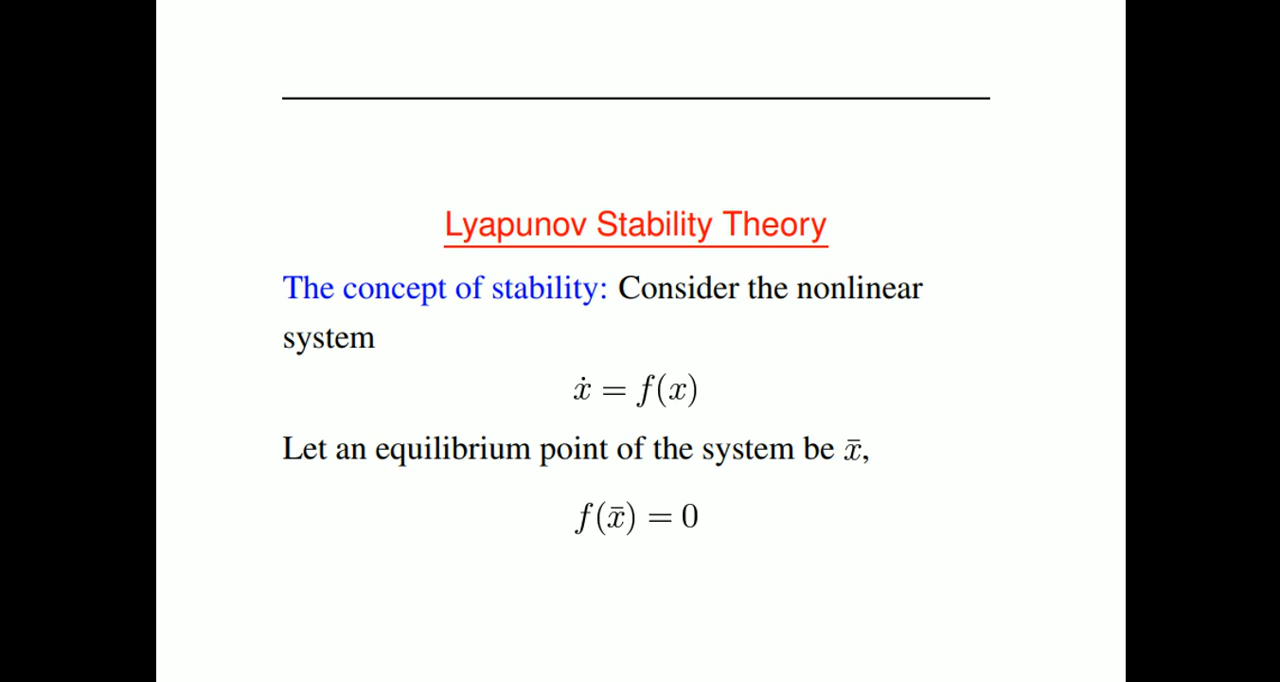 Lyapunov Stability Theory
The concept of stability: Consider the nonlinear
system
ẋ = f(x)
Let an equilibrium point of the system be x̄,
f(x̄) = 0